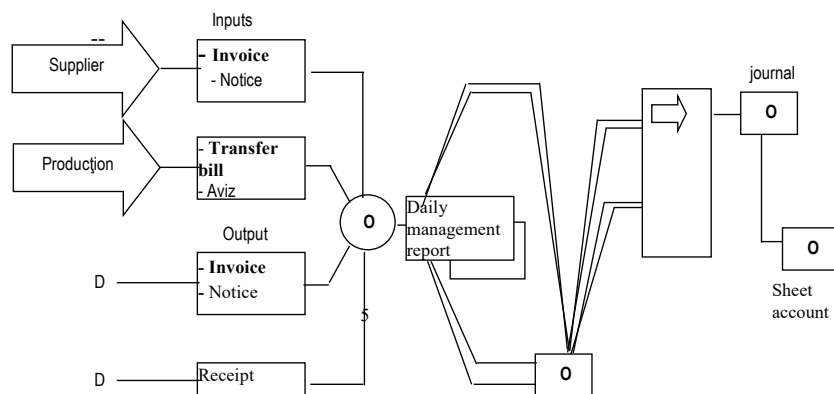 Inputs
--
Supplier
- Invoice
- Notice
journal
O
Production
- Transfer
bill
- Aviz
O
Daily
management
report
Output
- Invoice
- Notice
D
O
Sheet
account
5
D
Receipt
O